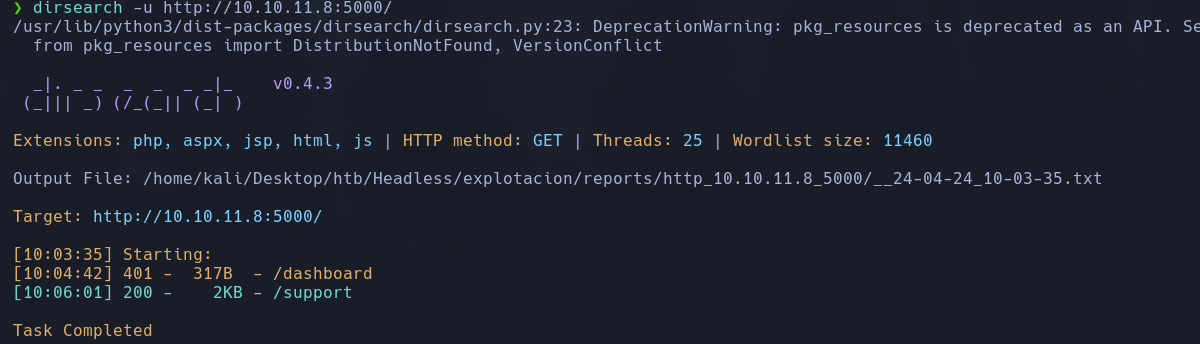 ❯ dirsearch -u http://10.10.11.8:5000/
/usr/lib/python3/dist-packages/dirsearch/dirsearch.py:23: DeprecationWarning: pkg_resources is deprecated as an API. Se
  from pkg_resources import DistributionNotFound, VersionConflict

  _|. _ _  _  _  _ _|_    v0.4.3
 (_||| _) (/_(_|| (_| )

Extensions: php, aspx, jsp, html, js | HTTP method: GET | Threads: 25 | Wordlist size: 11460

Output File: /home/kali/Desktop/htb/Headless/explotacion/reports/http_10.10.11.8_5000/__24-04-24_10-03-35.txt

Target: http://10.10.11.8:5000/

[10:03:35] Starting:
[10:04:42] 401 -  317B  - /dashboard
[10:06:01] 200 -    2KB - /support

Task Completed